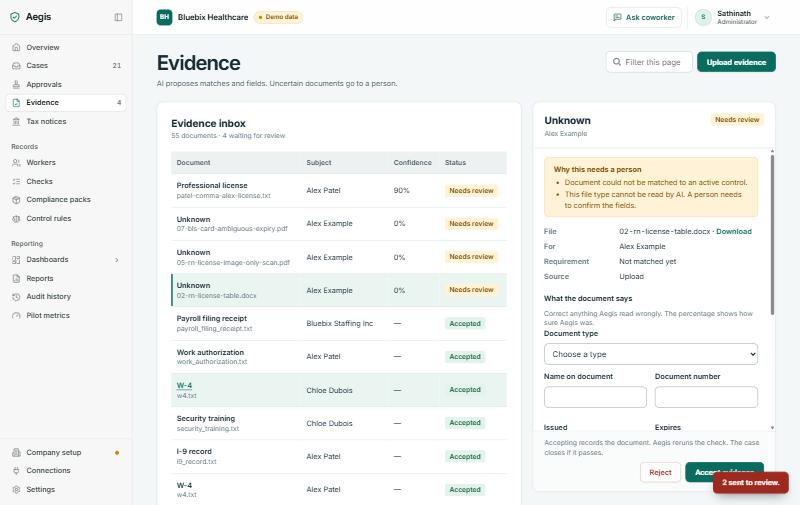 Aegis
Overview
Cases 21
Approvals
Evidence 4
Tax notices
Records
Workers
Checks
Compliance packs
Control rules
Reporting
Dashboards
Reports
Audit history
Pilot metrics
Company setup
Connections
Settings
BH Bluebix Healthcare Demo data
Ask coworker
S Sathinath
Administrator
Evidence
AI proposes matches and fields. Uncertain documents go to a person.
Filter this page
Upload evidence
Evidence inbox
55 documents · 4 waiting for review
Document Subject Confidence Status
Professional license
patel-comma-alex-license.txt
Alex Patel 90% Needs review
Unknown
07-bls-card-ambiguous-expiry.pdf
Alex Example 0% Needs review
Unknown
05-rn-license-image-only-scan.pdf
Alex Example 0% Needs review
Unknown
02-rn-license-table.docx
Alex Example 0% Needs review
Payroll filing receipt
payroll_filing_receipt.txt
Bluebix Staffing Inc — Accepted
Work authorization
work_authorization.txt
Alex Patel — Accepted
W-4
w4.txt
Chloe Dubois — Accepted
Security training
security_training.txt
Chloe Dubois — Accepted
I-9 record
i9_record.txt
Alex Patel — Accepted
W-4
w4.txt
Alex Patel — Accepted
Unknown Needs review
Alex Example
Why this needs a person
• Document could not be matched to an active control.
• This file type cannot be read by AI. A person needs
to confirm the fields.
File 02-rn-license-table.docx · Download
For Alex Example
Requirement Not matched yet
Source Upload
What the document says
Correct anything Aegis read wrongly. The percentage shows how
sure Aegis was.
Document type
Choose a type
Name on document Document number
Issued Expires
Accepting records the document. Aegis reruns the check. The case
closes if it passes.
Reject
2 sent to review.